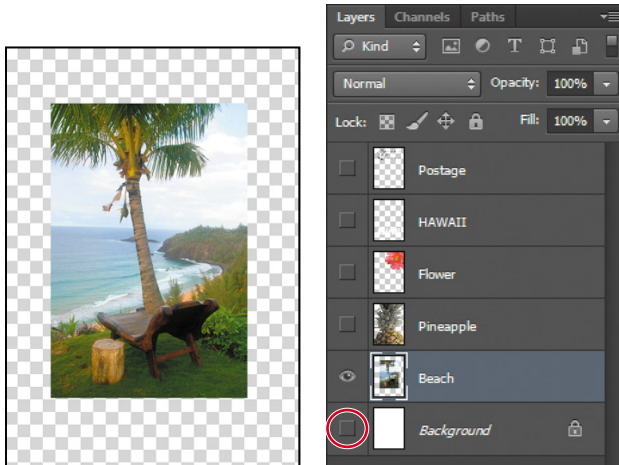 Layers Channels Paths
Kind T
Normal Opacity: 100%
Lock: Fill: 100%
Postage
HAWAII
Flower
Pineapple
Beach
Background